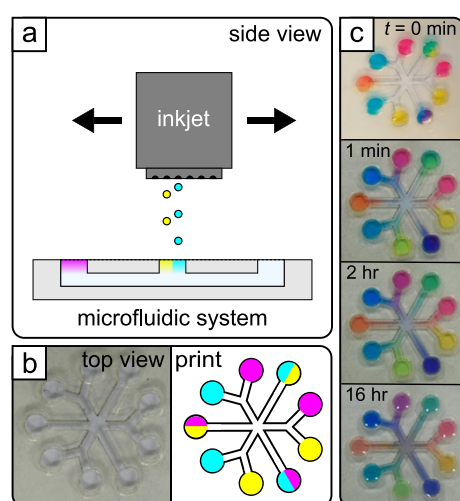 a
side view
inkjet
microfluidic system
b
top view
print
c
t = 0 min
1 min
2 hr
16 hr